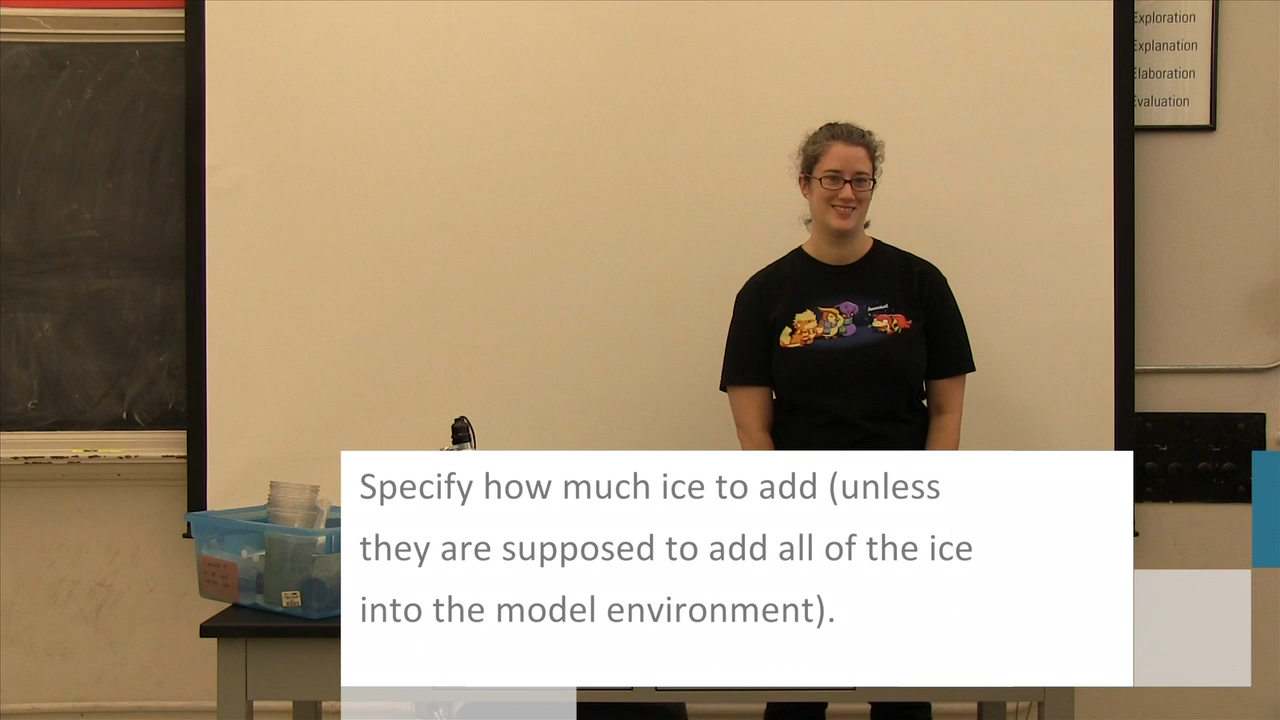 Exploration
Explanation
Elaboration
Evaluation
Specify how much ice to add (unless
they are supposed to add all of the ice
into the model environment).